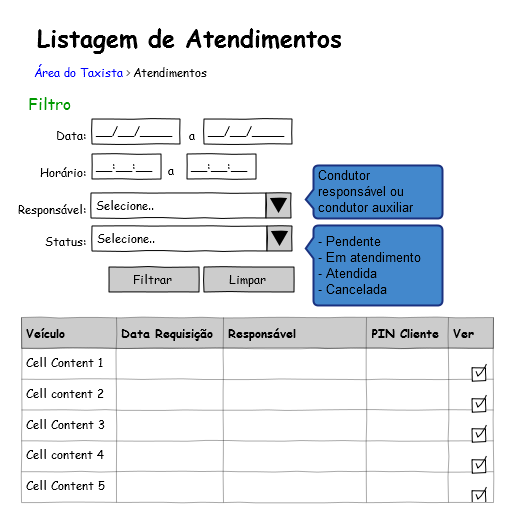 Listagem de Atendimentos
Área do Taxista > Atendimentos
Filtro
Data: __/__/____ a __/__/____
Horário: __:__:__ a __:__:__
Responsável: Selecione..
Condutor
responsável ou
condutor auxiliar
Status: Selecione..
- Pendente
- Em atendimento
- Atendida
- Cancelada
Filtrar Limpar
Veículo Data Requisição Responsável PIN Cliente Ver
Cell Content 1
Cell content 2
Cell Content 3
Cell content 4
Cell Content 5